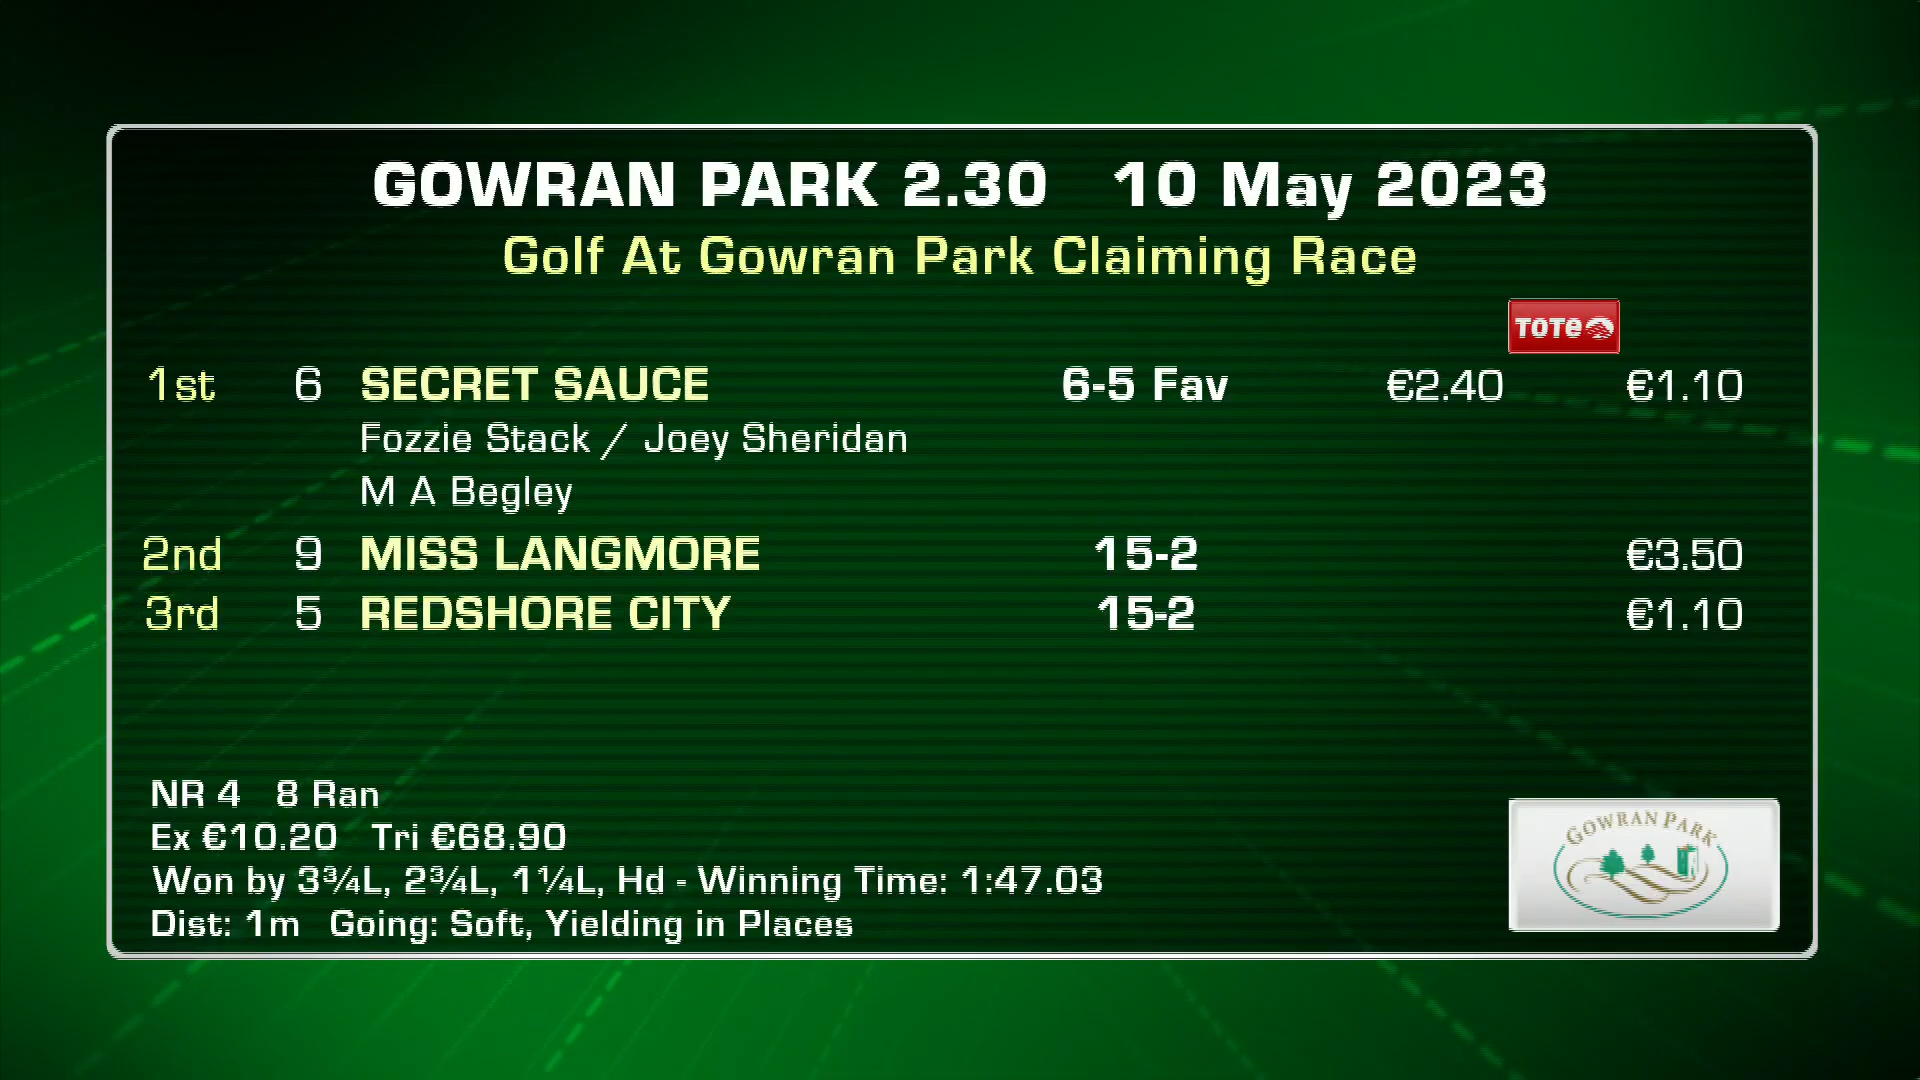 GOWRAN PARK 2.30 10 May 2023
Golf At Gowran Park Claiming Race
TOTE
1st 6 SECRET SAUCE 6-5 Fav €2.40 €1.10
Fozzie Stack / Joey Sheridan
M A Begley
2nd 9 MISS LANGMORE 15-2 €3.50
3rd 5 REDSHORE CITY 15-2 €1.10
NR 4 8 Ran
Ex €10.20 Tri €68.90
Won by 3¾L, 2¾L, 1¼L, Hd - Winning Time: 1:47.03
Dist: 1m Going: Soft, Yielding in Places
GOWRAN PARK